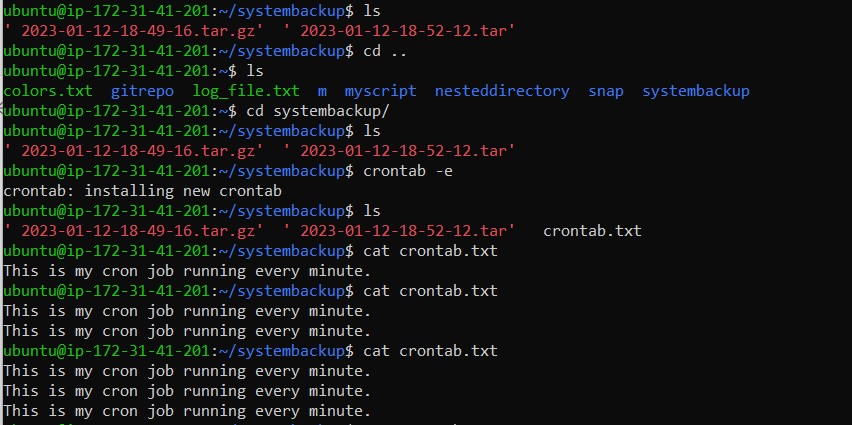 ubuntu@ip-172-31-41-201:~/systembackup$ ls
' 2023-01-12-18-49-16.tar.gz'  ' 2023-01-12-18-52-12.tar'
ubuntu@ip-172-31-41-201:~/systembackup$ cd ..
ubuntu@ip-172-31-41-201:~$ ls
colors.txt  gitrepo  log_file.txt  m  myscript  nesteddirectory  snap  systembackup
ubuntu@ip-172-31-41-201:~$ cd systembackup/
ubuntu@ip-172-31-41-201:~/systembackup$ ls
' 2023-01-12-18-49-16.tar.gz'  ' 2023-01-12-18-52-12.tar'
ubuntu@ip-172-31-41-201:~/systembackup$ crontab -e
crontab: installing new crontab
ubuntu@ip-172-31-41-201:~/systembackup$ ls
' 2023-01-12-18-49-16.tar.gz'  ' 2023-01-12-18-52-12.tar'   crontab.txt
ubuntu@ip-172-31-41-201:~/systembackup$ cat crontab.txt
This is my cron job running every minute.
ubuntu@ip-172-31-41-201:~/systembackup$ cat crontab.txt
This is my cron job running every minute.
This is my cron job running every minute.
ubuntu@ip-172-31-41-201:~/systembackup$ cat crontab.txt
This is my cron job running every minute.
This is my cron job running every minute.
This is my cron job running every minute.